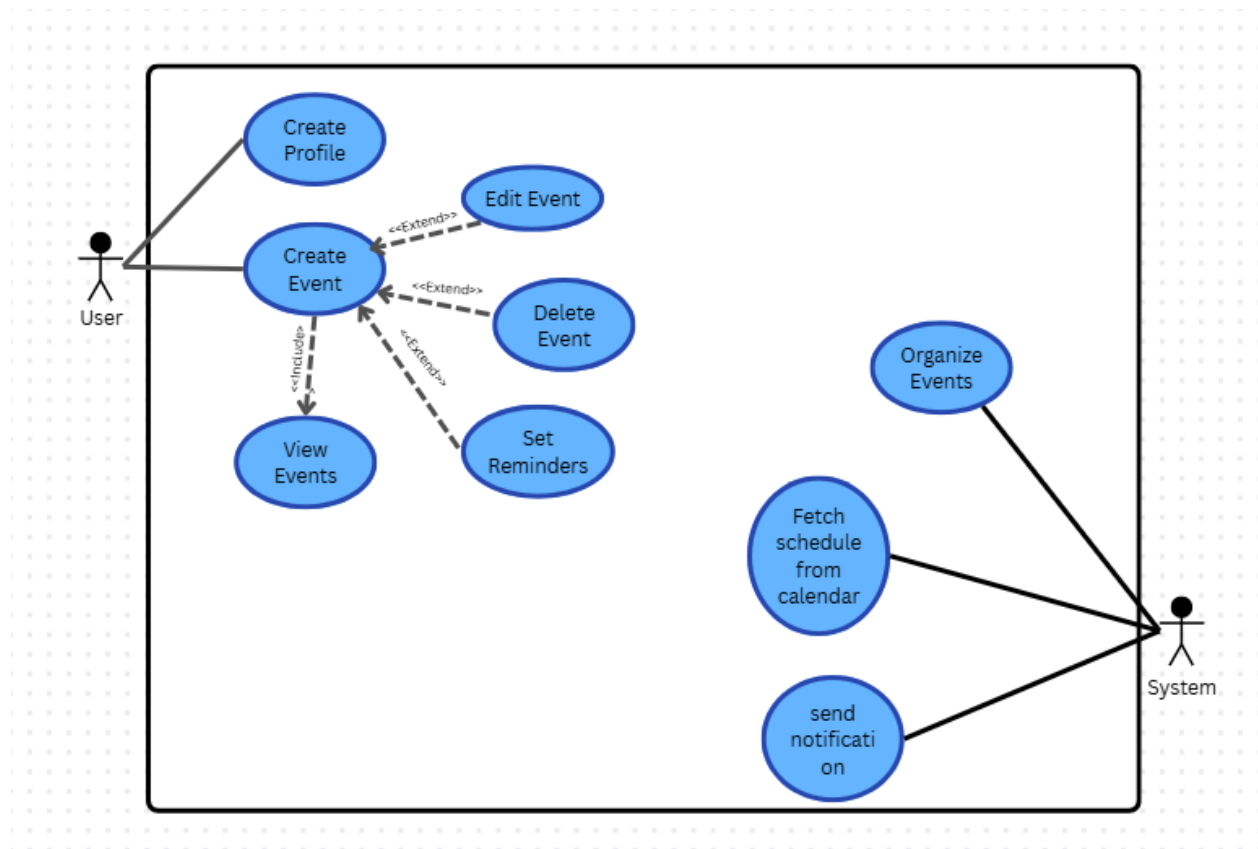 Create
Profile
Edit Event
<<Extend>>
Create
Event
User
<<Extend>>
Delete
Event
<<Extend>>
<<Include>
View
Events
Set
Reminders
Organize
Events
Fetch
schedule
from
calendar
System
send
notificati
on